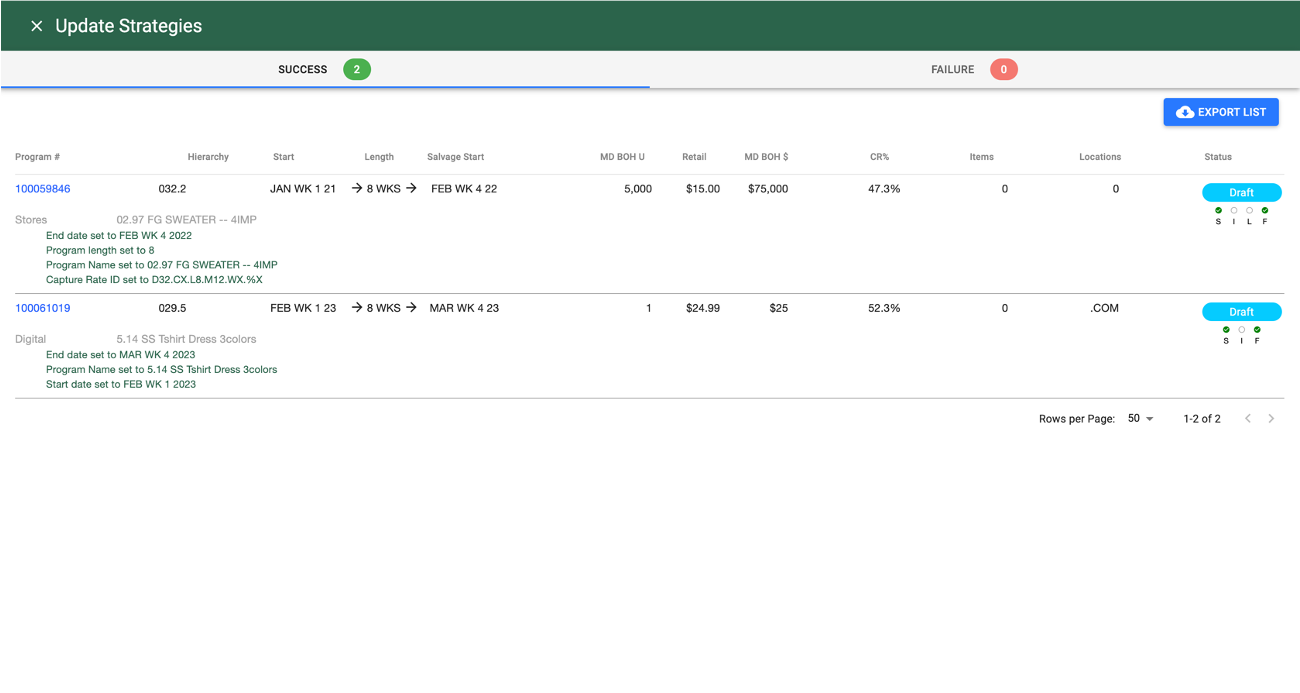 Update Strategies
SUCCESS 2 FAILURE 0
EXPORT LIST
Program # Hierarchy Start Length Salvage Start MD BOH U Retail MD BOH $ CR% Items Locations Status
100059846 032.2 JAN WK 1 21 → 8 WKS → FEB WK 4 22 5,000 $15.00 $75,000 47.3% 0 0 Draft
S I L F
Stores 02.97 FG SWEATER -- 4IMP
End date set to FEB WK 4 2022
Program length set to 8
Program Name set to 02.97 FG SWEATER -- 4IMP
Capture Rate ID set to D32.CX.L8.M12.WX.%X
100061019 029.5 FEB WK 1 23 → 8 WKS → MAR WK 4 23 1 $24.99 $25 52.3% 0 .COM Draft
S I F
Digital 5.14 SS Tshirt Dress 3colors
End date set to MAR WK 4 2023
Program Name set to 5.14 SS Tshirt Dress 3colors
Start date set to FEB WK 1 2023
Rows per Page: 50 1-2 of 2